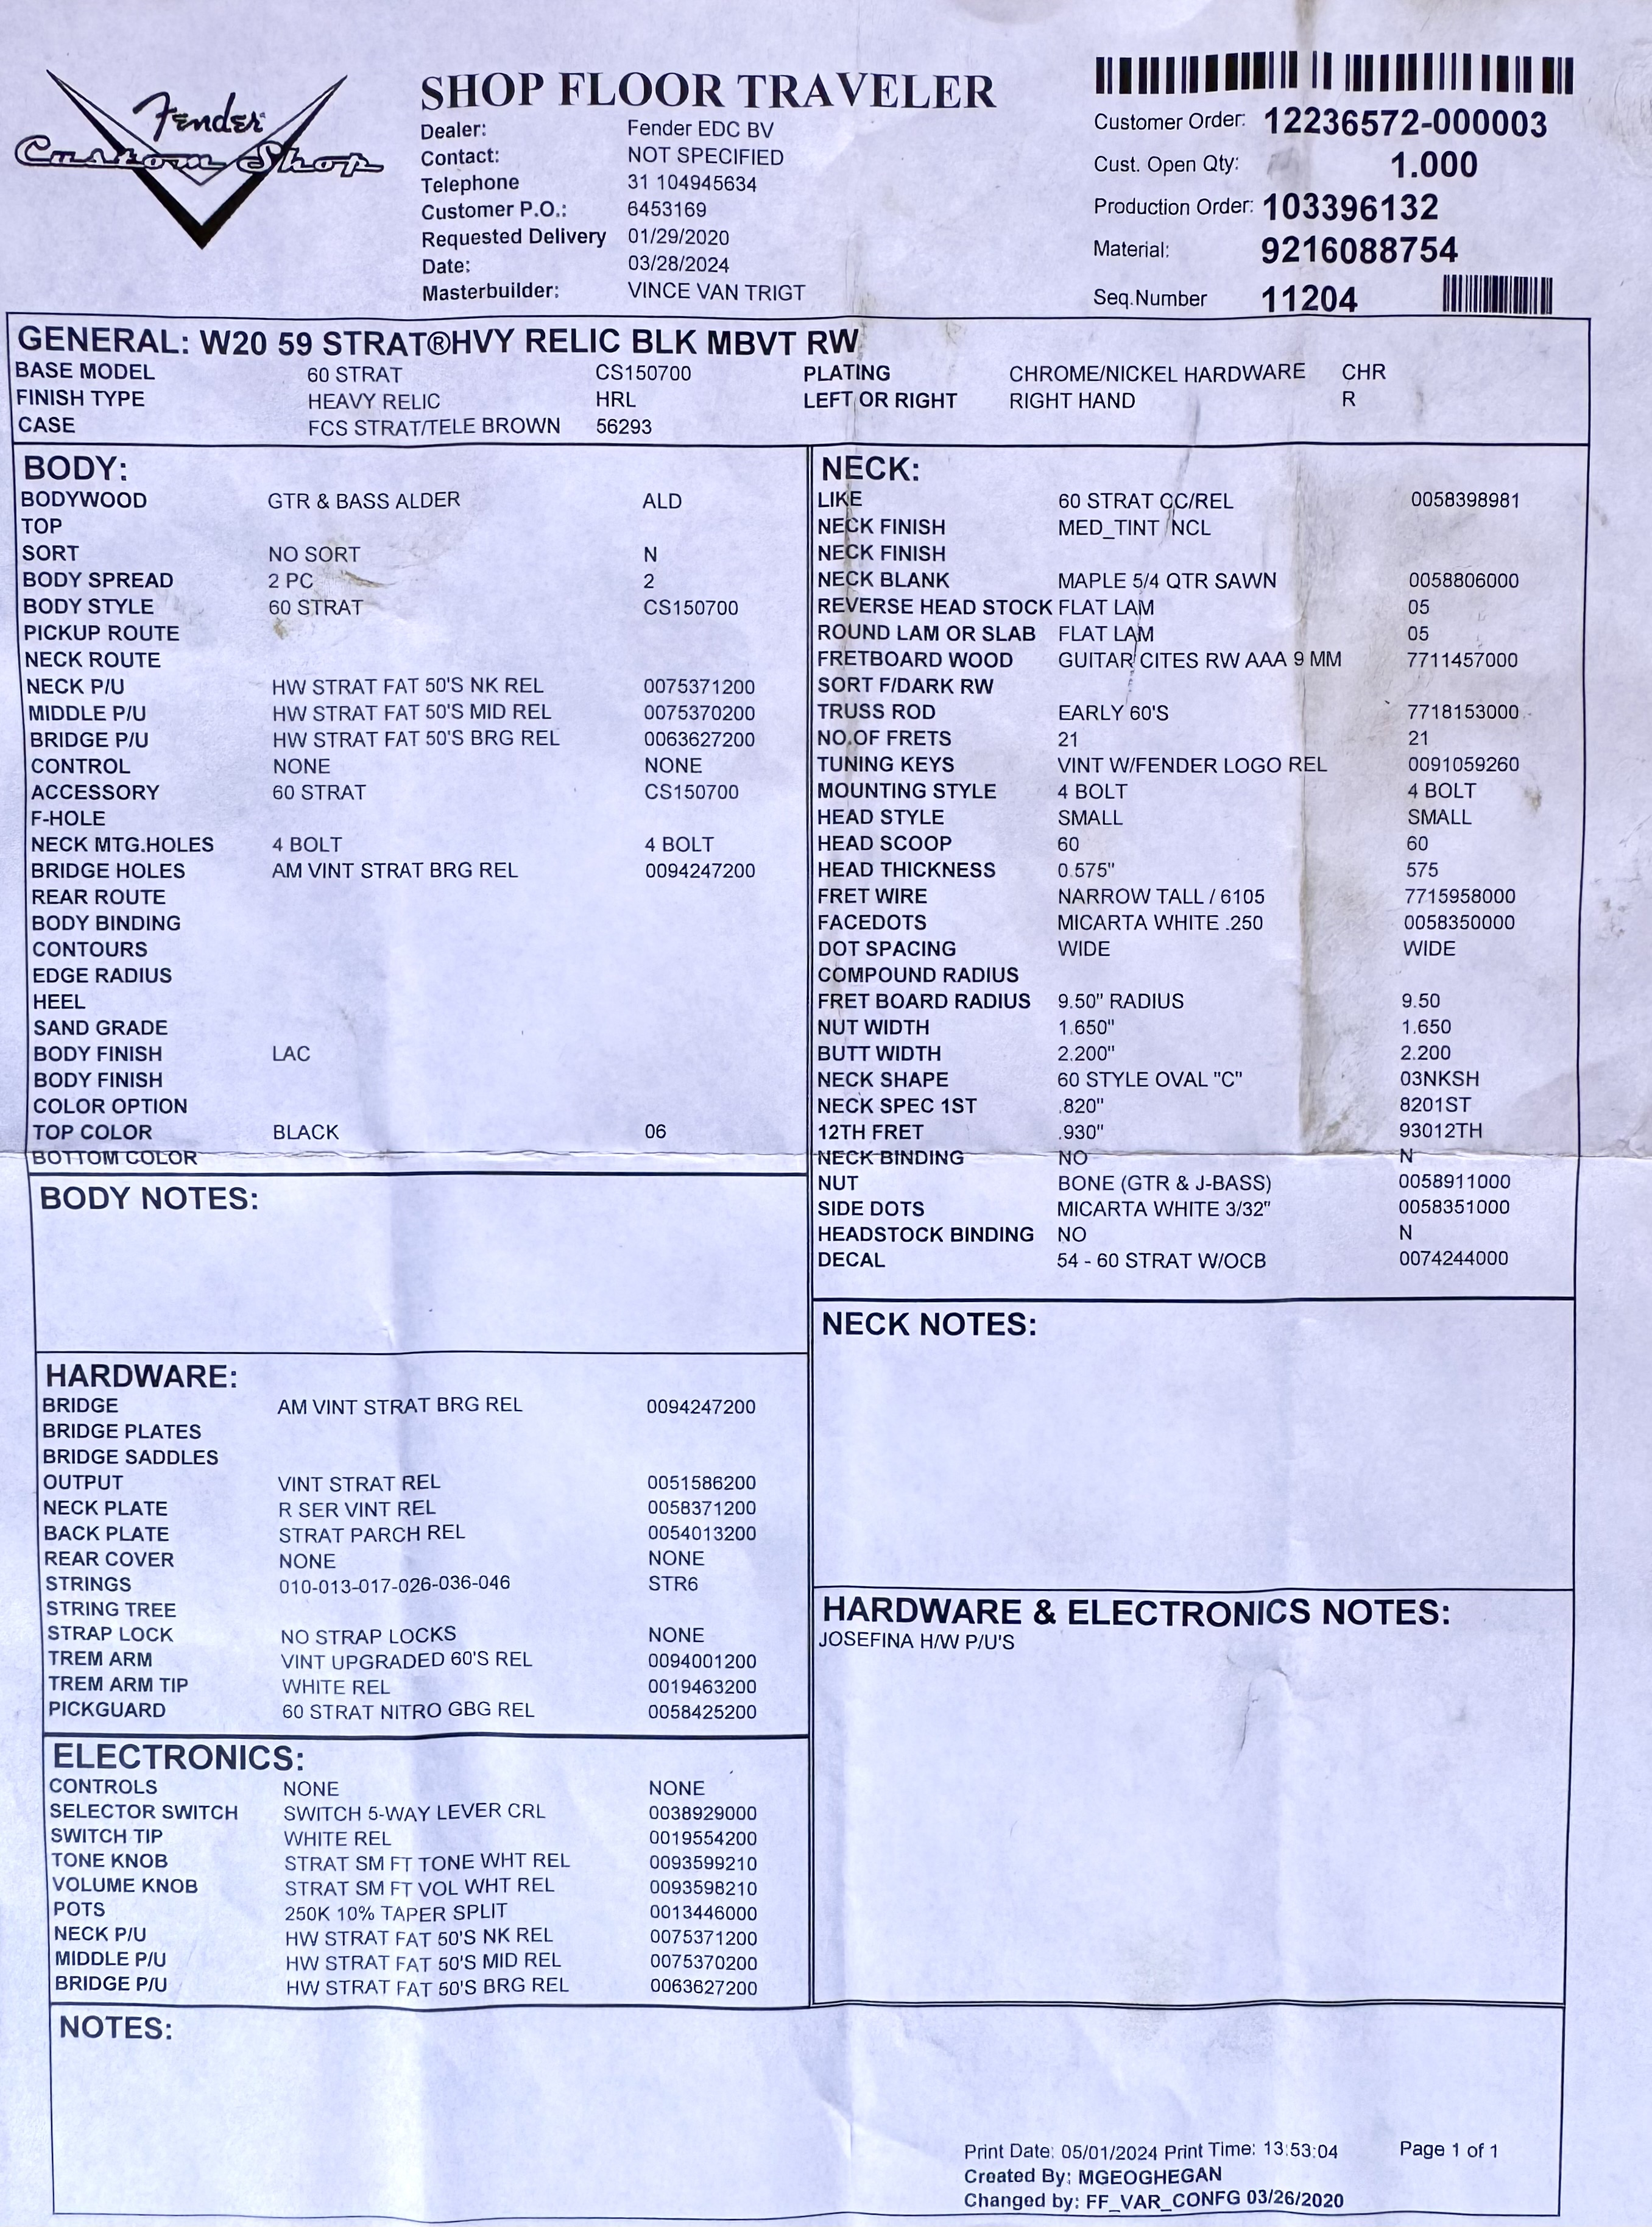 Fender
Custom Shop
SHOP FLOOR TRAVELER
Dealer: Fender EDC BV
Contact: NOT SPECIFIED
Telephone 31 104945634
Customer P.O.: 6453169
Requested Delivery 01/29/2020
Date: 03/28/2024
Masterbuilder: VINCE VAN TRIGT
Customer Order: 12236572-000003
Cust. Open Qty: 1.000
Production Order: 103396132
Material: 9216088754
Seq.Number 11204
GENERAL: W20 59 STRAT®HVY RELIC BLK MBVT RW
BASE MODEL 60 STRAT CS150700 PLATING CHROME/NICKEL HARDWARE CHR
FINISH TYPE HEAVY RELIC HRL LEFT OR RIGHT RIGHT HAND R
CASE FCS STRAT/TELE BROWN 56293
BODY:
BODYWOOD GTR & BASS ALDER ALD
TOP
SORT NO SORT N
BODY SPREAD 2 PC 2
BODY STYLE 60 STRAT CS150700
PICKUP ROUTE
NECK ROUTE
NECK P/U HW STRAT FAT 50'S NK REL 0075371200
MIDDLE P/U HW STRAT FAT 50'S MID REL 0075370200
BRIDGE P/U HW STRAT FAT 50'S BRG REL 0063627200
CONTROL NONE NONE
ACCESSORY 60 STRAT CS150700
F-HOLE
NECK MTG.HOLES 4 BOLT 4 BOLT
BRIDGE HOLES AM VINT STRAT BRG REL 0094247200
REAR ROUTE
BODY BINDING
CONTOURS
EDGE RADIUS
HEEL
SAND GRADE
BODY FINISH LAC
BODY FINISH
COLOR OPTION
TOP COLOR BLACK 06
BOTTOM COLOR
BODY NOTES:
HARDWARE:
BRIDGE AM VINT STRAT BRG REL 0094247200
BRIDGE PLATES
BRIDGE SADDLES
OUTPUT VINT STRAT REL 0051586200
NECK PLATE R SER VINT REL 0058371200
BACK PLATE STRAT PARCH REL 0054013200
REAR COVER NONE NONE
STRINGS 010-013-017-026-036-046 STR6
STRING TREE
STRAP LOCK NO STRAP LOCKS NONE
TREM ARM VINT UPGRADED 60'S REL 0094001200
TREM ARM TIP WHITE REL 0019463200
PICKGUARD 60 STRAT NITRO GBG REL 0058425200
ELECTRONICS:
CONTROLS NONE NONE
SELECTOR SWITCH SWITCH 5-WAY LEVER CRL 0038929000
SWITCH TIP WHITE REL 0019554200
TONE KNOB STRAT SM FT TONE WHT REL 0093599210
VOLUME KNOB STRAT SM FT VOL WHT REL 0093598210
POTS 250K 10% TAPER SPLIT 0013446000
NECK P/U HW STRAT FAT 50'S NK REL 0075371200
MIDDLE P/U HW STRAT FAT 50'S MID REL 0075370200
BRIDGE P/U HW STRAT FAT 50'S BRG REL 0063627200
NECK:
LIKE 60 STRAT CC/REL 0058398981
NECK FINISH MED_TINT NCL
NECK FINISH
NECK BLANK MAPLE 5/4 QTR SAWN 0058806000
REVERSE HEAD STOCK FLAT LAM 05
ROUND LAM OR SLAB FLAT LAM 05
FRETBOARD WOOD GUITAR CITES RW AAA 9 MM 7711457000
SORT F/DARK RW
TRUSS ROD EARLY 60'S 7718153000
NO.OF FRETS 21 21
TUNING KEYS VINT W/FENDER LOGO REL 0091059260
MOUNTING STYLE 4 BOLT 4 BOLT
HEAD STYLE SMALL SMALL
HEAD SCOOP 60 60
HEAD THICKNESS 0.575" 575
FRET WIRE NARROW TALL / 6105 7715958000
FACEDOTS MICARTA WHITE .250 0058350000
DOT SPACING WIDE WIDE
COMPOUND RADIUS
FRET BOARD RADIUS 9.50" RADIUS 9.50
NUT WIDTH 1.650" 1.650
BUTT WIDTH 2.200" 2.200
NECK SHAPE 60 STYLE OVAL "C" 03NKSH
NECK SPEC 1ST .820" 8201ST
12TH FRET .930" 93012TH
NECK BINDING NO N
NUT BONE (GTR & J-BASS) 0058911000
SIDE DOTS MICARTA WHITE 3/32" 0058351000
HEADSTOCK BINDING NO N
DECAL 54 - 60 STRAT W/OCB 0074244000
NECK NOTES:
HARDWARE & ELECTRONICS NOTES:
JOSEFINA H/W P/U'S
NOTES:
Print Date: 05/01/2024 Print Time: 13:53:04 Page 1 of 1
Created By: MGEOGHEGAN
Changed by: FF_VAR_CONFG 03/26/2020